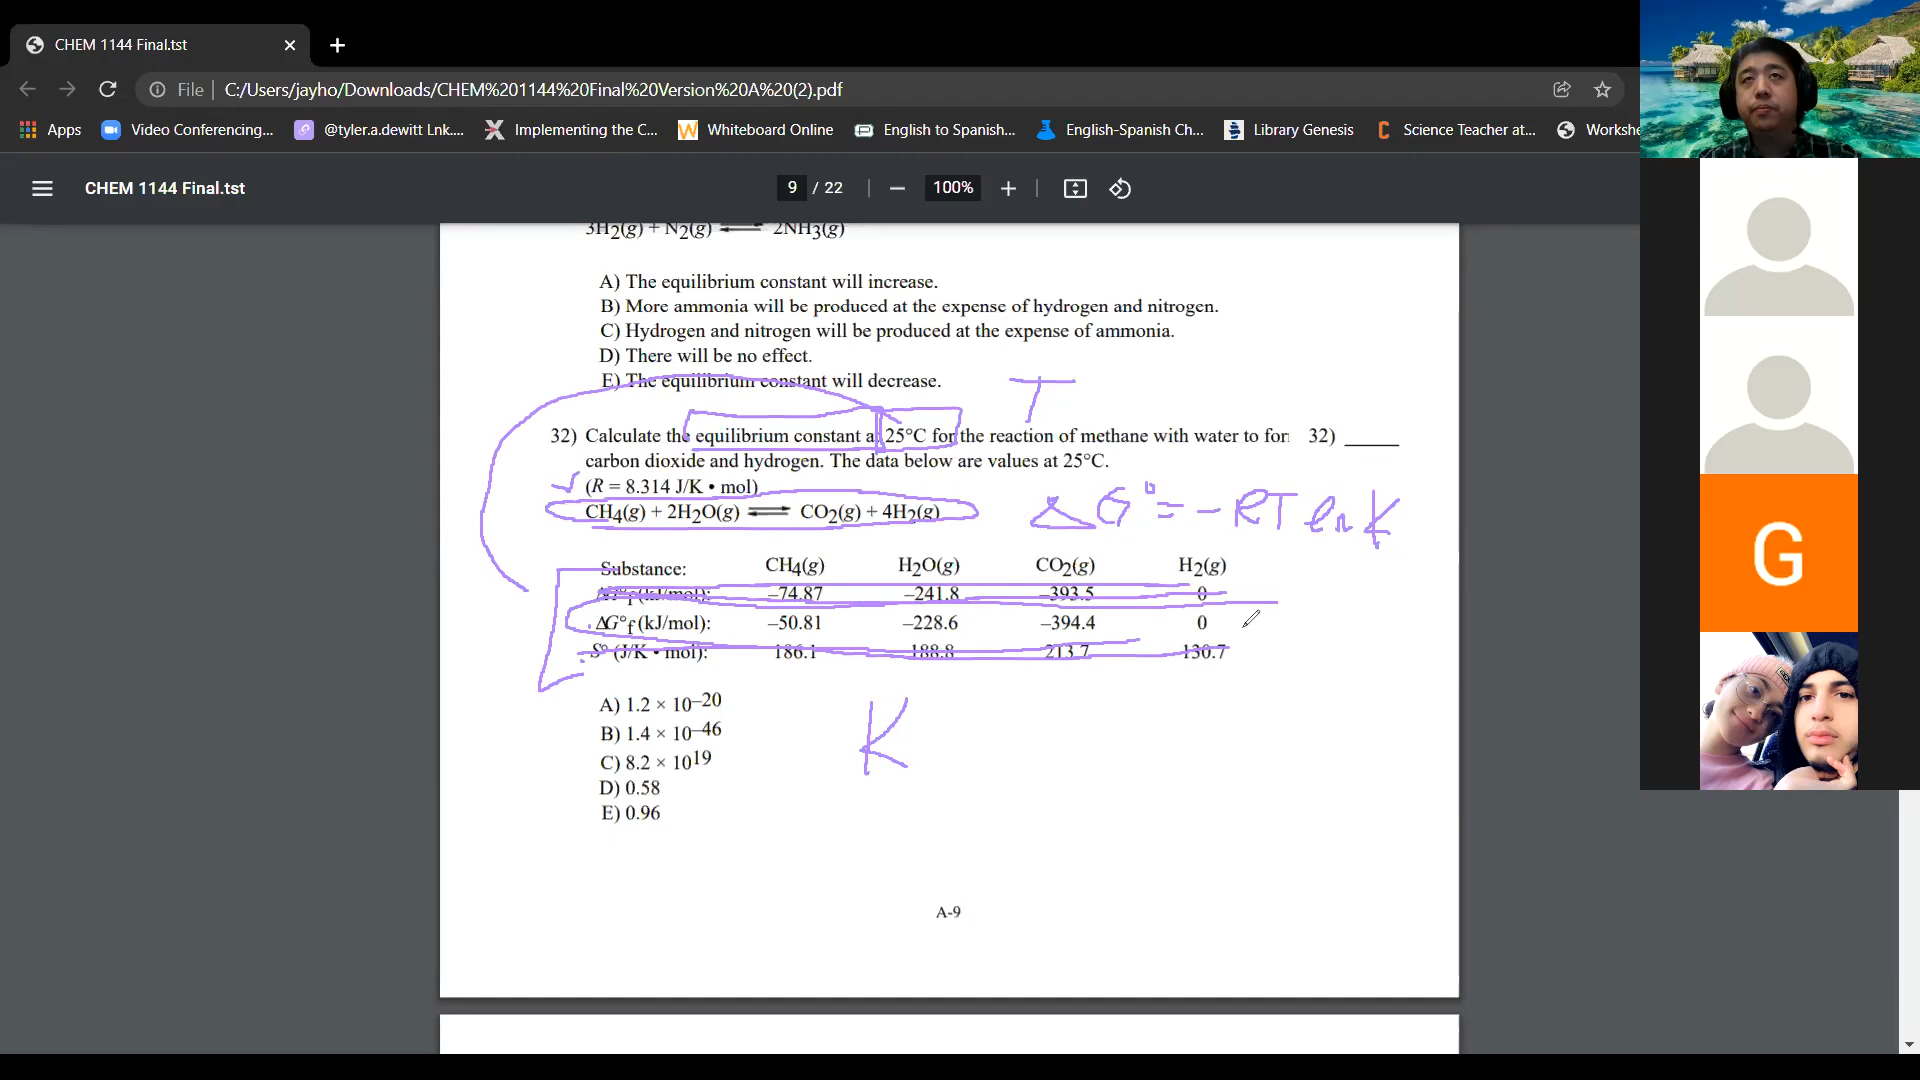 CHEM 1144 Final.tst
File | C:/Users/jayho/Downloads/CHEM%201144%20Final%20Version%20A%20(2).pdf
Apps Video Conferencing... @tyler.a.dewitt Lnk.... Implementing the C... Whiteboard Online English to Spanish... English-Spanish Ch... Library Genesis Science Teacher at... Workshe
CHEM 1144 Final.tst 9 / 22 100%
3H2(g) + N2(g) ⇌ 2NH3(g)
A) The equilibrium constant will increase.
B) More ammonia will be produced at the expense of hydrogen and nitrogen.
C) Hydrogen and nitrogen will be produced at the expense of ammonia.
D) There will be no effect.
E) The equilibrium constant will decrease.
T
32) Calculate the equilibrium constant a 25°C for the reaction of methane with water to for 32) _____
carbon dioxide and hydrogen. The data below are values at 25°C.
(R = 8.314 J/K • mol)
CH4(g) + 2H2O(g) ⇌ CO2(g) + 4H2(g)
ΔG° = -RT ln K
Substance: CH4(g) H2O(g) CO2(g) H2(g)
ΔH°f (kJ/mol): –74.87 –241.8 –393.5 0
ΔG°f (kJ/mol): –50.81 –228.6 –394.4 0
S° (J/K • mol): 186.1 188.8 213.7 130.7
A) 1.2 × 10–20
B) 1.4 × 10–46
C) 8.2 × 1019
D) 0.58
E) 0.96
K
A-9
G